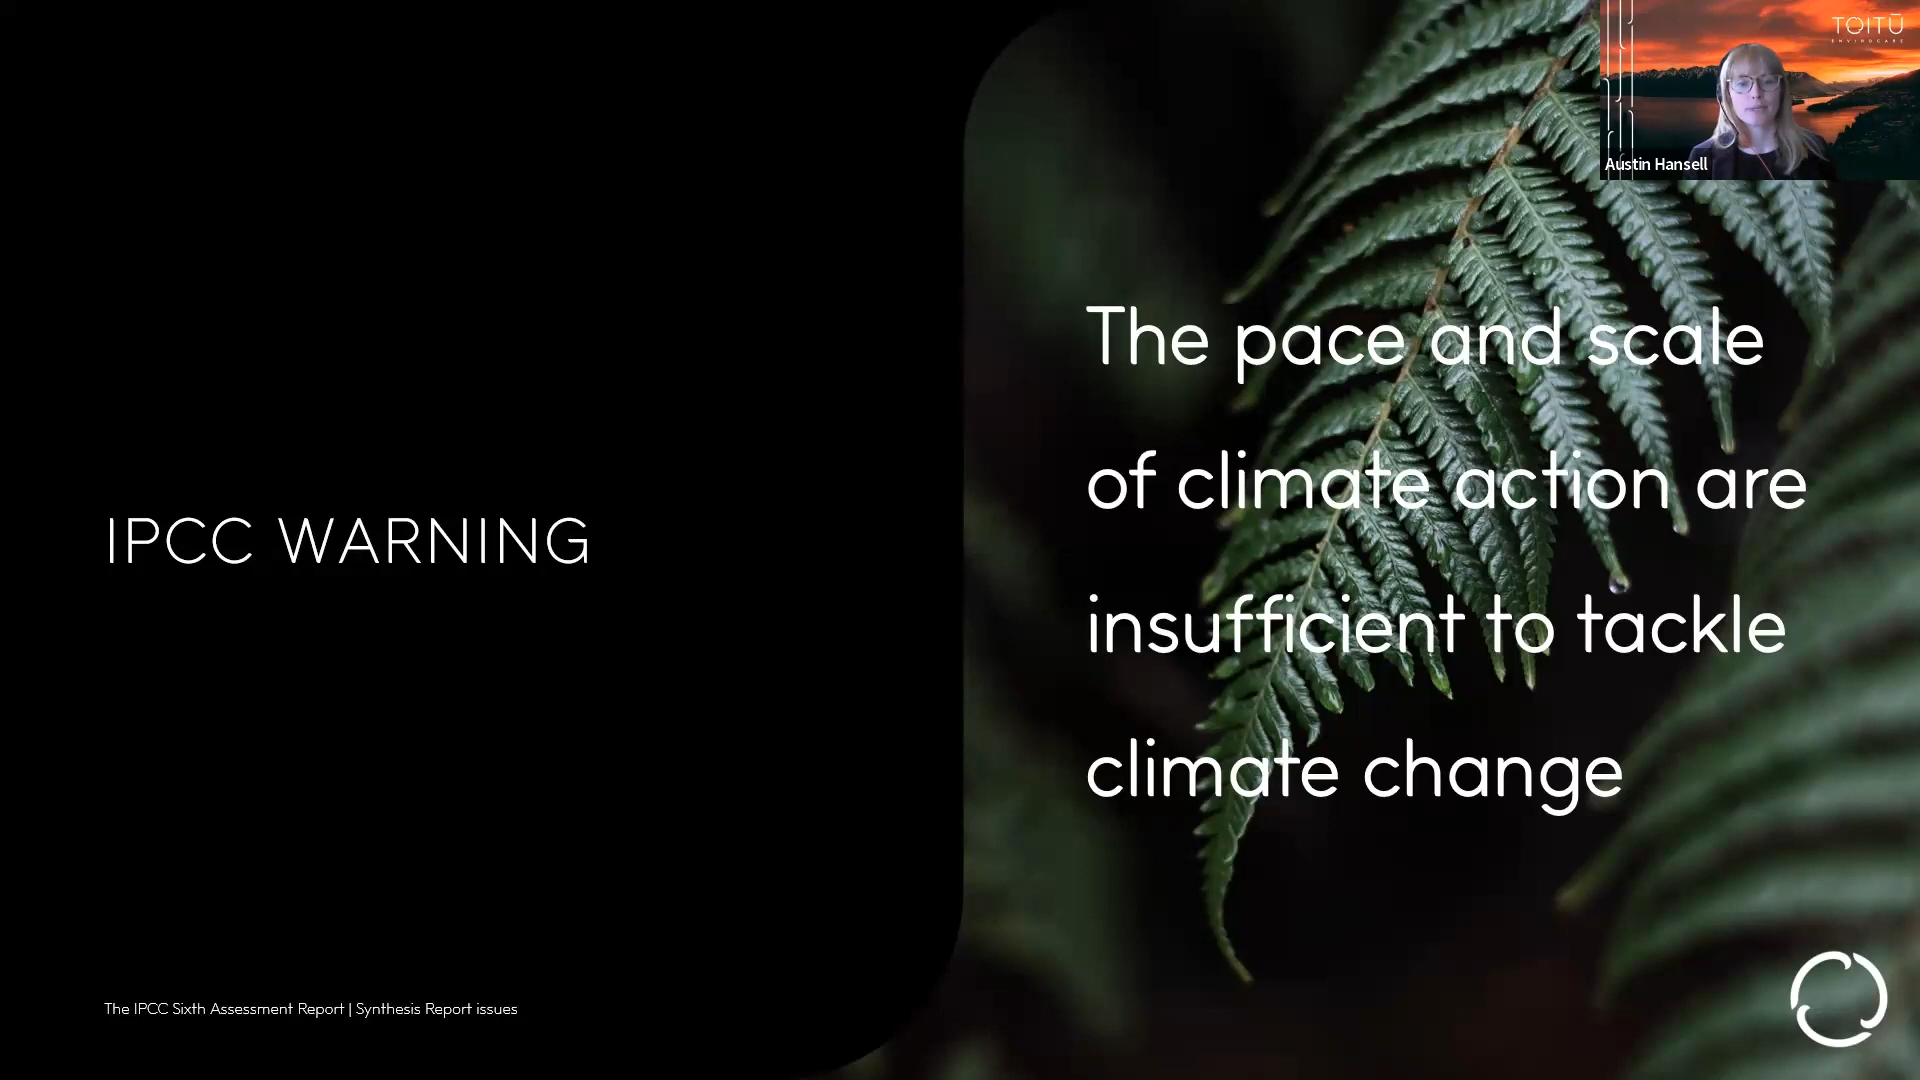 TOITŪ
ENVIROCARE
Austin Hansell
The pace and scale
of climate action are
insufficient to tackle
climate change
IPCC WARNING
The IPCC Sixth Assessment Report | Synthesis Report issues